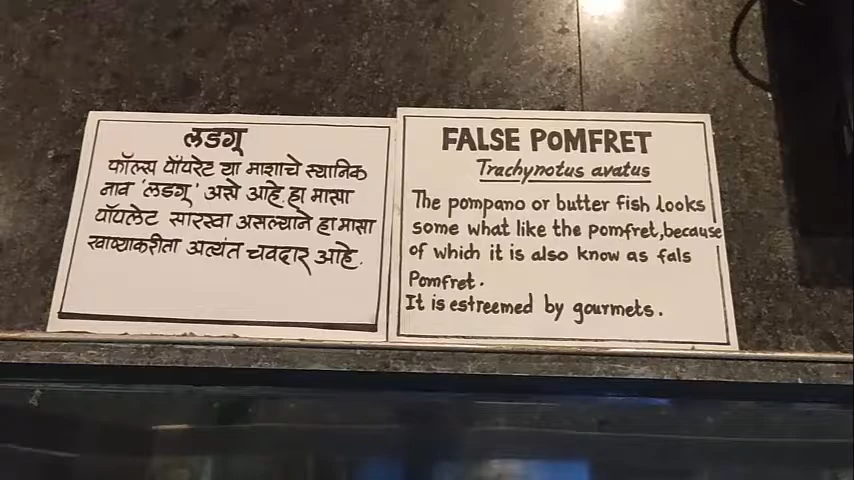 लडगू
फॉल्स पॉपरेट या माशाचे स्थानिक
नाव 'लडगू' असे आहे. हा मासा
पॉपलेट सारखा असल्याने हा मासा
खाण्याकरीता अत्यंत चवदार आहे.
FALSE POMFRET
Trachynotus avatus
The pompano or butter fish looks
some what like the pomfret, because
of which it is also know as fals
Pomfret.
It is estreemed by gourmets.